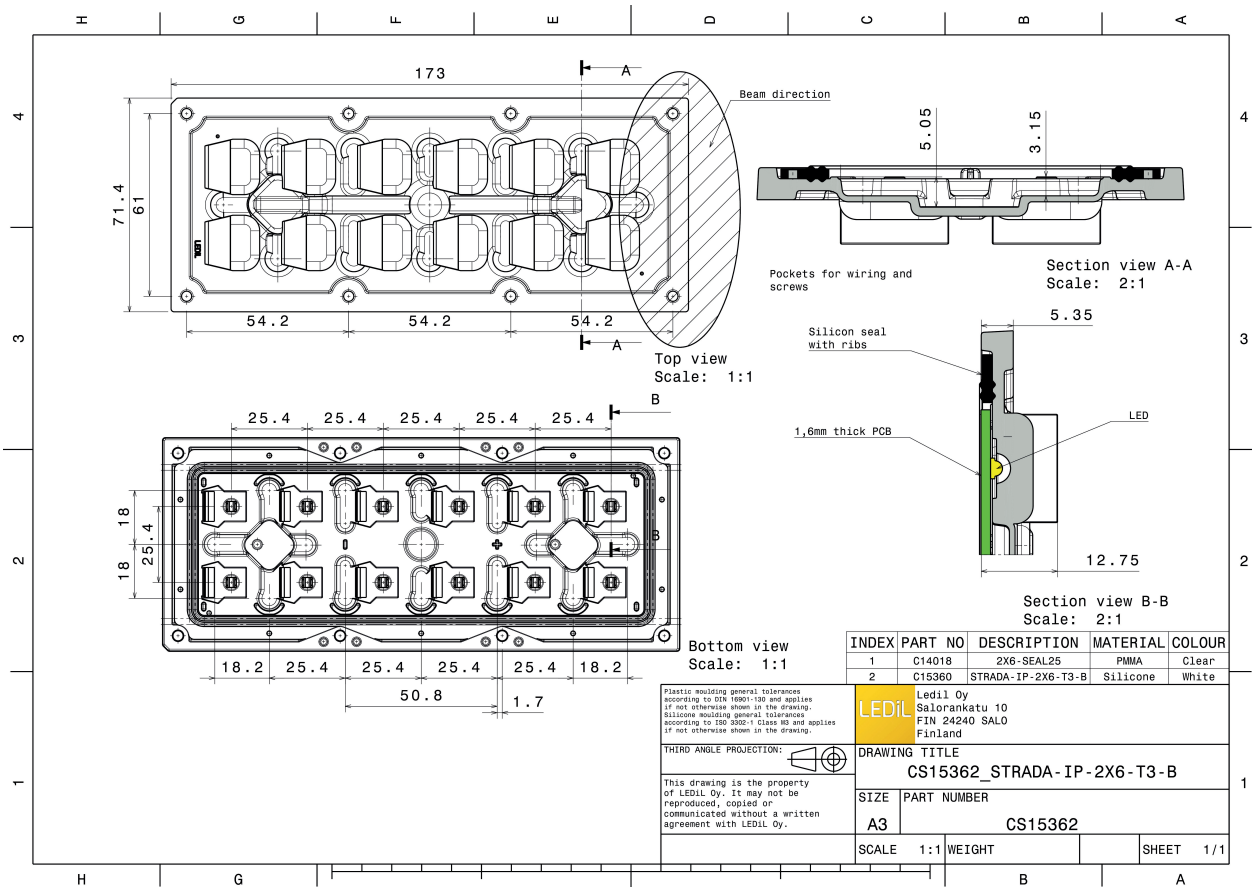 H G F E D C B A
4
4
3
3
2
2
1
1
173
A
Beam direction
71.4
61
LEDiL
54.2
54.2
54.2
A
Top view
Scale: 1:1
5.05
3.15
Pockets for wiring and
screws
Section view A-A
Scale: 2:1
Silicon seal
with ribs
5.35
LED
1,6mm thick PCB
12.75
Section view B-B
Scale: 2:1
B
25.4
25.4
25.4
25.4
25.4
18
25.4
18
B
Bottom view
Scale: 1:1
18.2
25.4
25.4
25.4
25.4
18.2
50.8
1.7
INDEX PART NO DESCRIPTION MATERIAL COLOUR
1 C14018 2X6-SEAL25 PMMA Clear
2 C15360 STRADA-IP-2X6-T3-B Silicone White
Plastic moulding general tolerances
according to DIN 16901-130 and applies
if not otherwise shown in the drawing.
Silicone moulding general tolerances
according to ISO 3302-1 Class M3 and applies
if not otherwise shown in the drawing.
LEDiL
Ledil Oy
Salorankatu 10
FIN 24240 SALO
Finland
THIRD ANGLE PROJECTION:
DRAWING TITLE
CS15362_STRADA-IP-2X6-T3-B
This drawing is the property
of LEDiL Oy. It may not be
reproduced, copied or
communicated without a written
agreement with LEDiL Oy.
SIZE PART NUMBER
A3 CS15362
SCALE 1:1 WEIGHT SHEET 1/1
H G B A